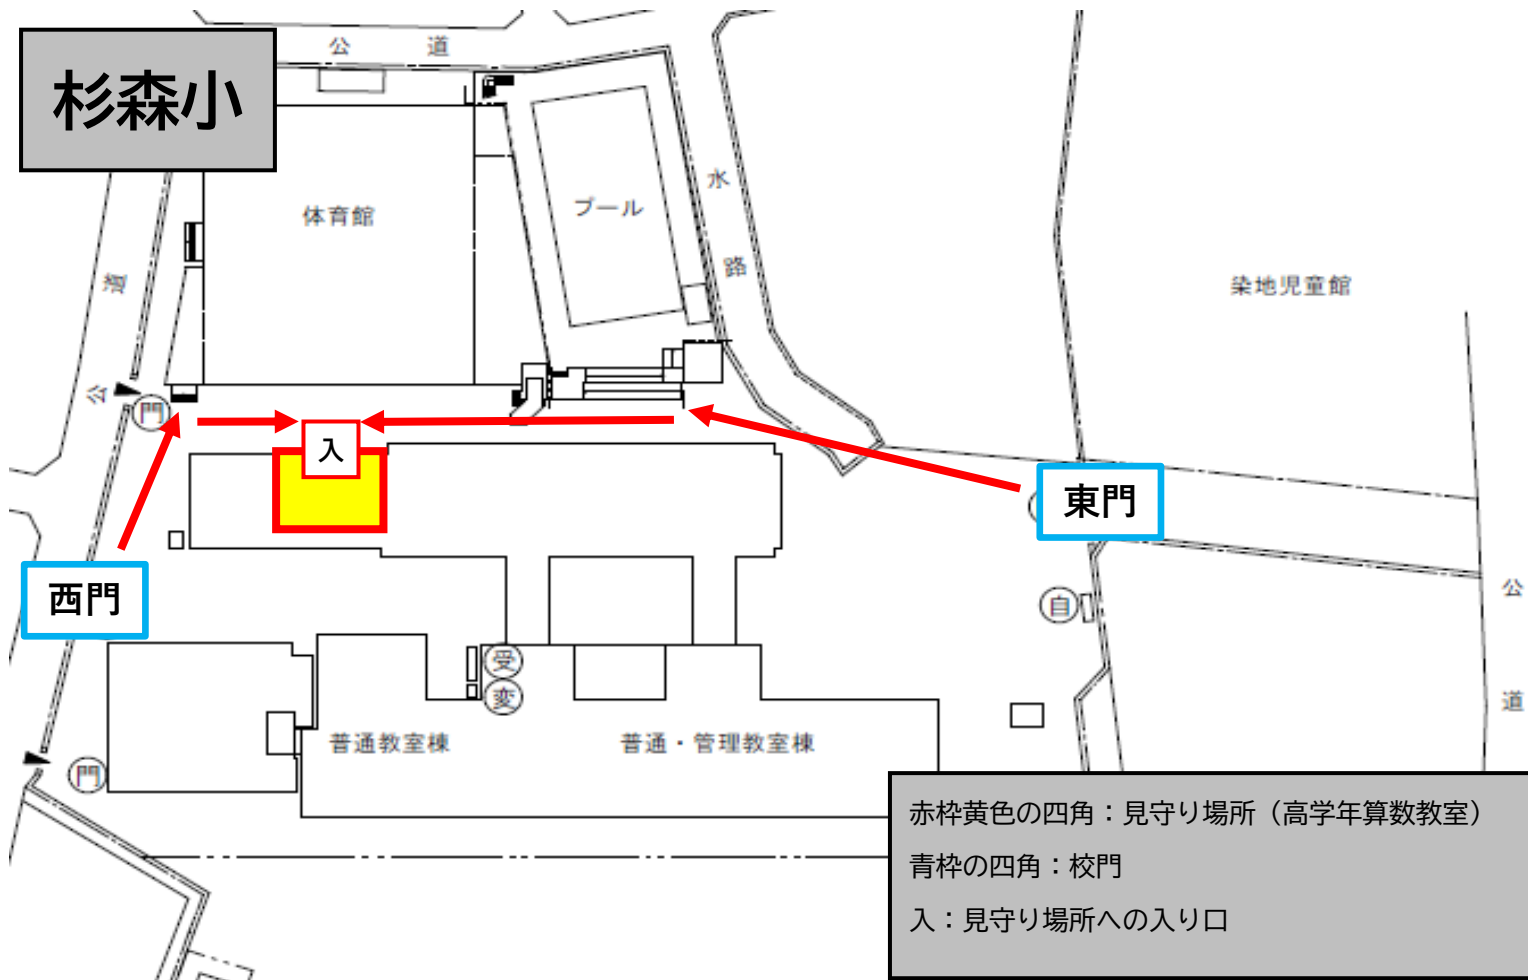 公道
杉森小
水路
体育館
プール
道
公
染地児童館
門
入
東門
西門
自
公
道
受
変
普通教室棟
普通・管理教室棟
門
赤枠黄色の四角：見守り場所（高学年算数教室）
青枠の四角：校門
入：見守り場所への入り口